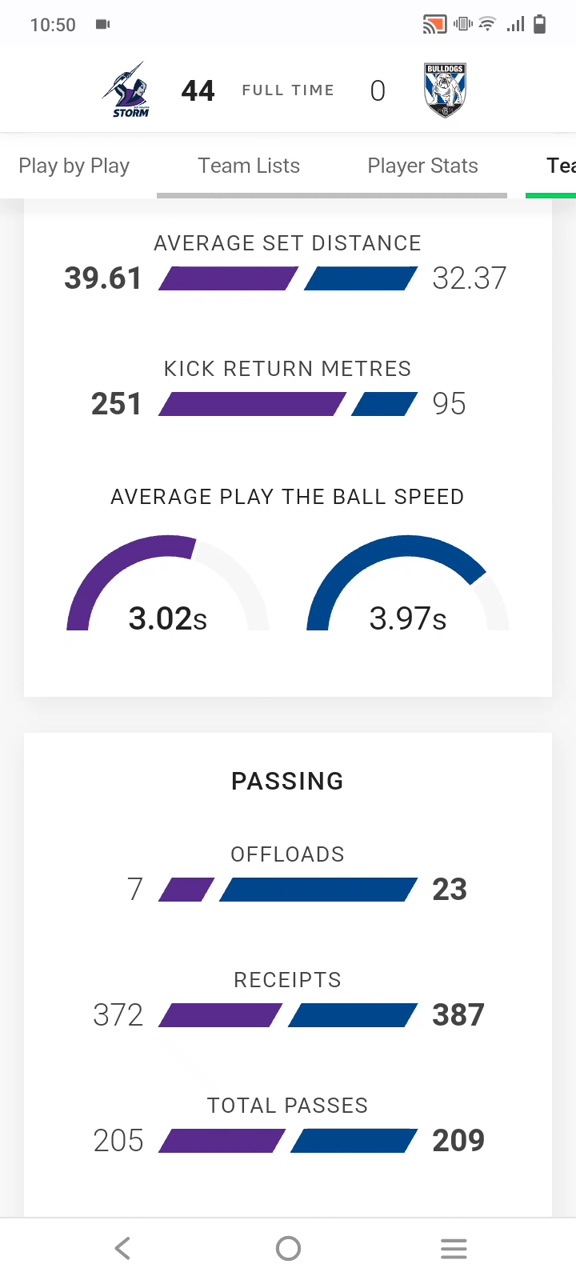 10:50
STORM
44 FULL TIME 0
BULLDOGS
Play by Play Team Lists Player Stats Tea
AVERAGE SET DISTANCE
39.61 32.37
KICK RETURN METRES
251 95
AVERAGE PLAY THE BALL SPEED
3.02s 3.97s
PASSING
OFFLOADS
7 23
RECEIPTS
372 387
TOTAL PASSES
205 209